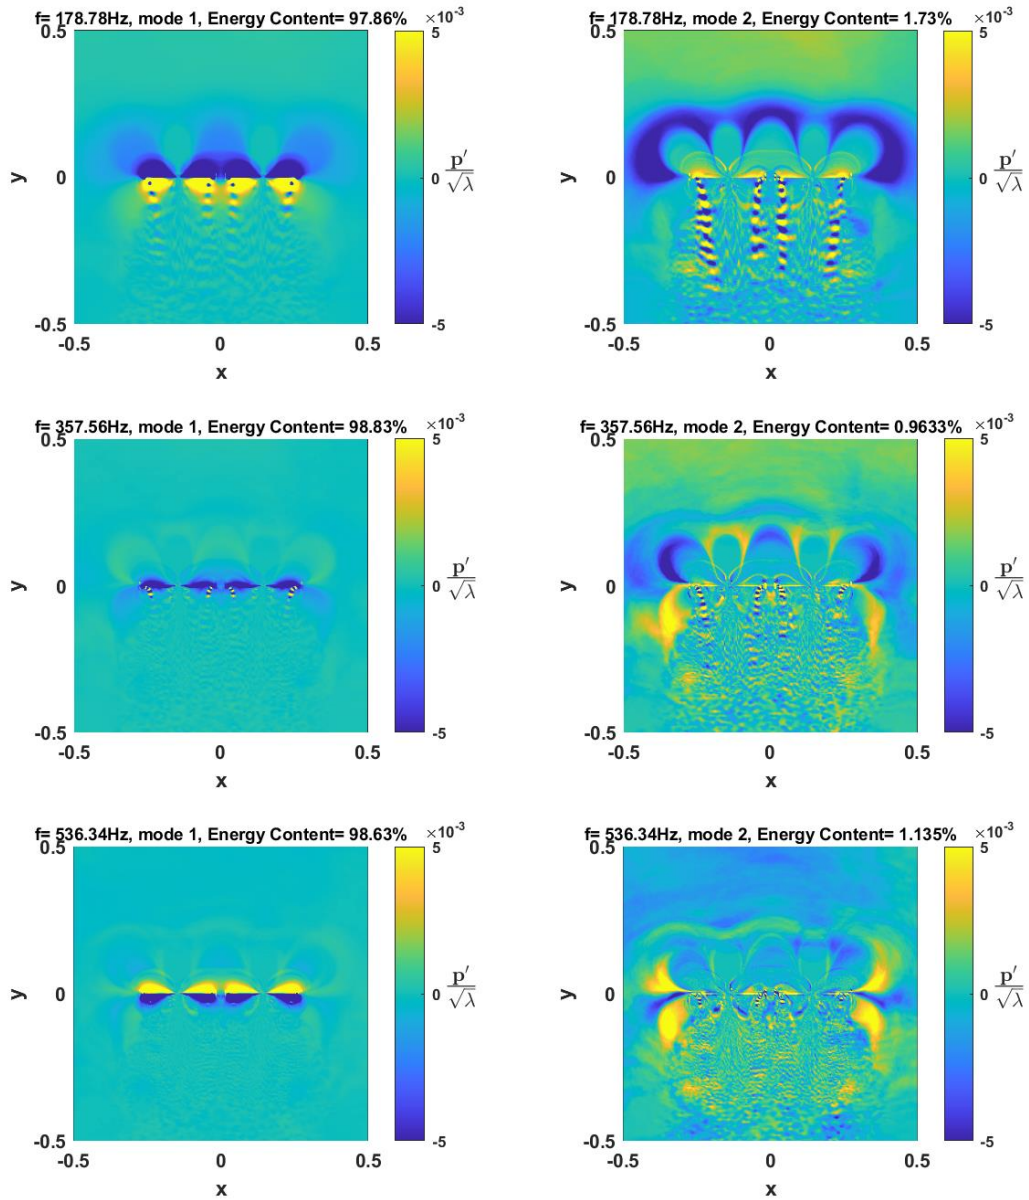 f= 178.78Hz, mode 1, Energy Content= 97.86%
×10⁻³
0.5
0
-0.5
y
-0.5
0
0.5
x
5
0
-5
p′
√λ
f= 178.78Hz, mode 2, Energy Content= 1.73%
×10⁻³
0.5
0
-0.5
y
-0.5
0
0.5
x
5
0
-5
p′
√λ
f= 357.56Hz, mode 1, Energy Content= 98.83%
×10⁻³
0.5
0
-0.5
y
-0.5
0
0.5
x
5
0
-5
p′
√λ
f= 357.56Hz, mode 2, Energy Content= 0.9633%
×10⁻³
0.5
0
-0.5
y
-0.5
0
0.5
x
5
0
-5
p′
√λ
f= 536.34Hz, mode 1, Energy Content= 98.63%
×10⁻³
0.5
0
-0.5
y
-0.5
0
0.5
x
5
0
-5
p′
√λ
f= 536.34Hz, mode 2, Energy Content= 1.135%
×10⁻³
0.5
0
-0.5
y
-0.5
0
0.5
x
5
0
-5
p′
√λ